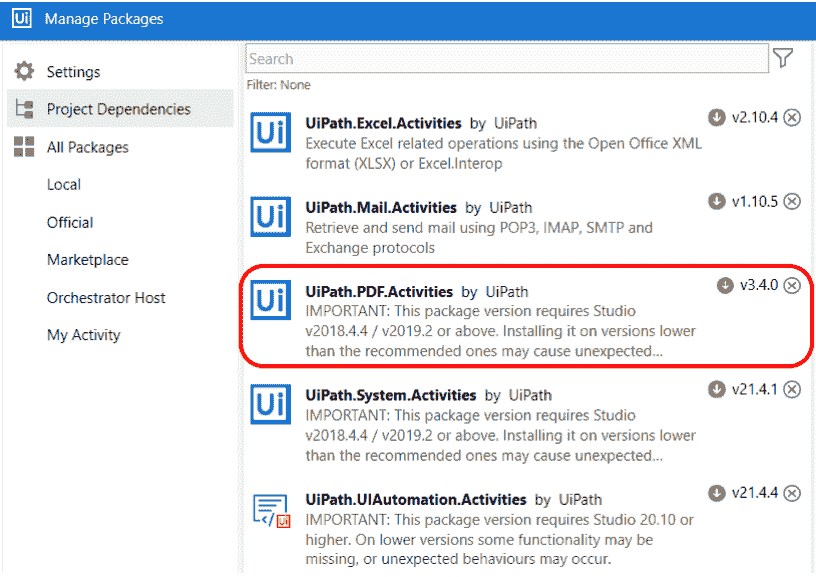 Ui Manage Packages
Settings
Project Dependencies
All Packages
Local
Official
Marketplace
Orchestrator Host
My Activity
Search
Filter: None
Ui
UiPath.Excel.Activities by UiPath
v2.10.4
Execute Excel related operations using the Open Office XML
format (XLSX) or Excel.Interop
Ui
UiPath.Mail.Activities by UiPath
v1.10.5
Retrieve and send mail using POP3, IMAP, SMTP and
Exchange protocols
Ui
UiPath.PDF.Activities by UiPath
v3.4.0
IMPORTANT: This package version requires Studio
v2018.4.4 / v2019.2 or above. Installing it on versions lower
than the recommended ones may cause unexpected...
Ui
UiPath.System.Activities by UiPath
v21.4.1
IMPORTANT: This package version requires Studio
v2018.4.4 / v2019.2 or above. Installing it on versions lower
than the recommended ones may cause unexpected...
Ui
UiPath.UIAutomation.Activities by UiPath
v21.4.4
IMPORTANT: This package version requires Studio 20.10 or
higher. On lower versions some functionality may be
missing, or unexpected behaviours may occur.